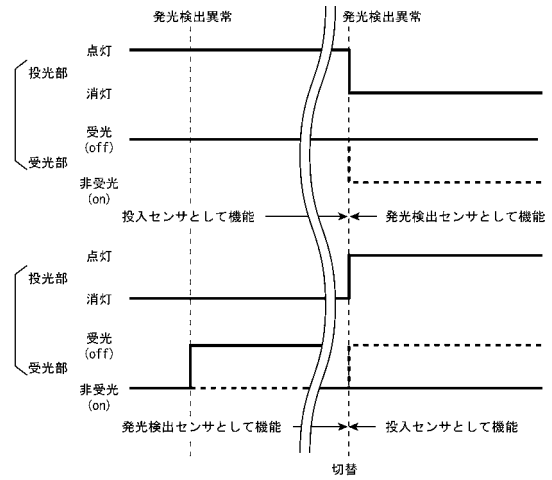 発光検出異常
発光検出異常
投光部
点灯
消灯
受光部
受光
(off)
非受光
(on)
投入センサとして機能
発光検出センサとして機能
投光部
点灯
消灯
受光部
受光
(off)
非受光
(on)
発光検出センサとして機能
投入センサとして機能
切替